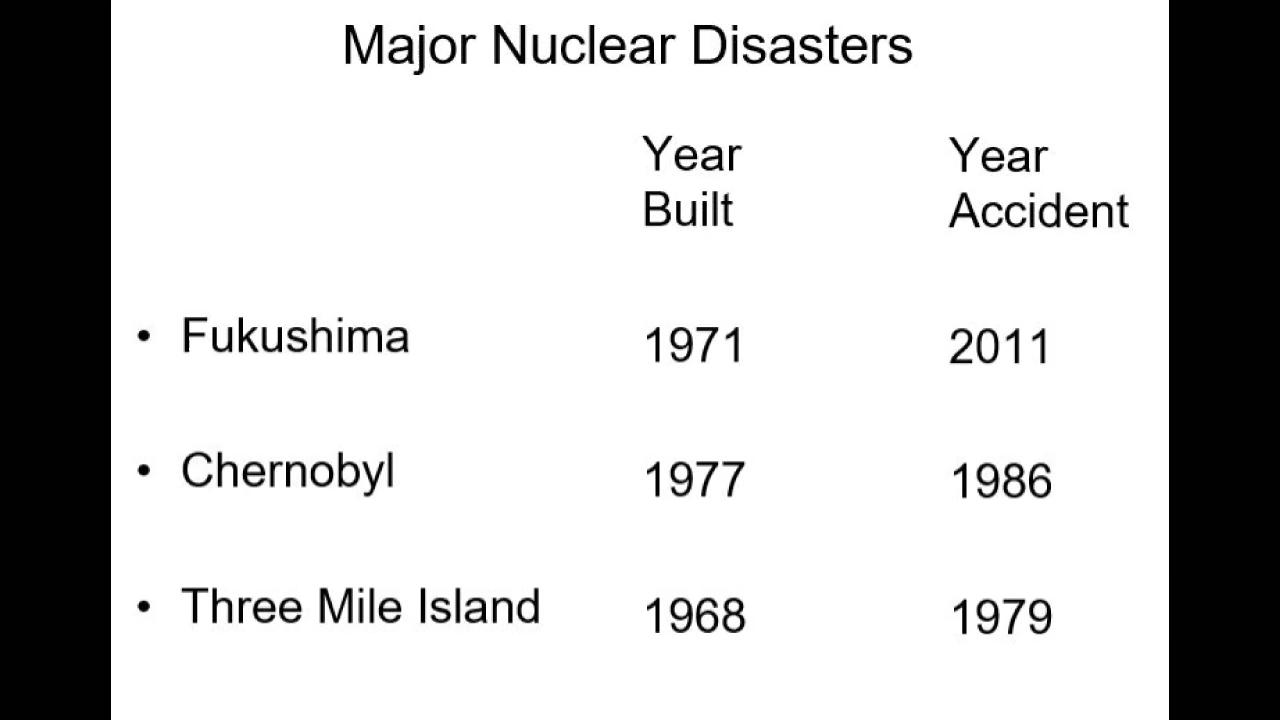 Major Nuclear Disasters
Year Year
Built Accident
• Fukushima 1971 2011
• Chernobyl 1977 1986
• Three Mile Island 1968 1979